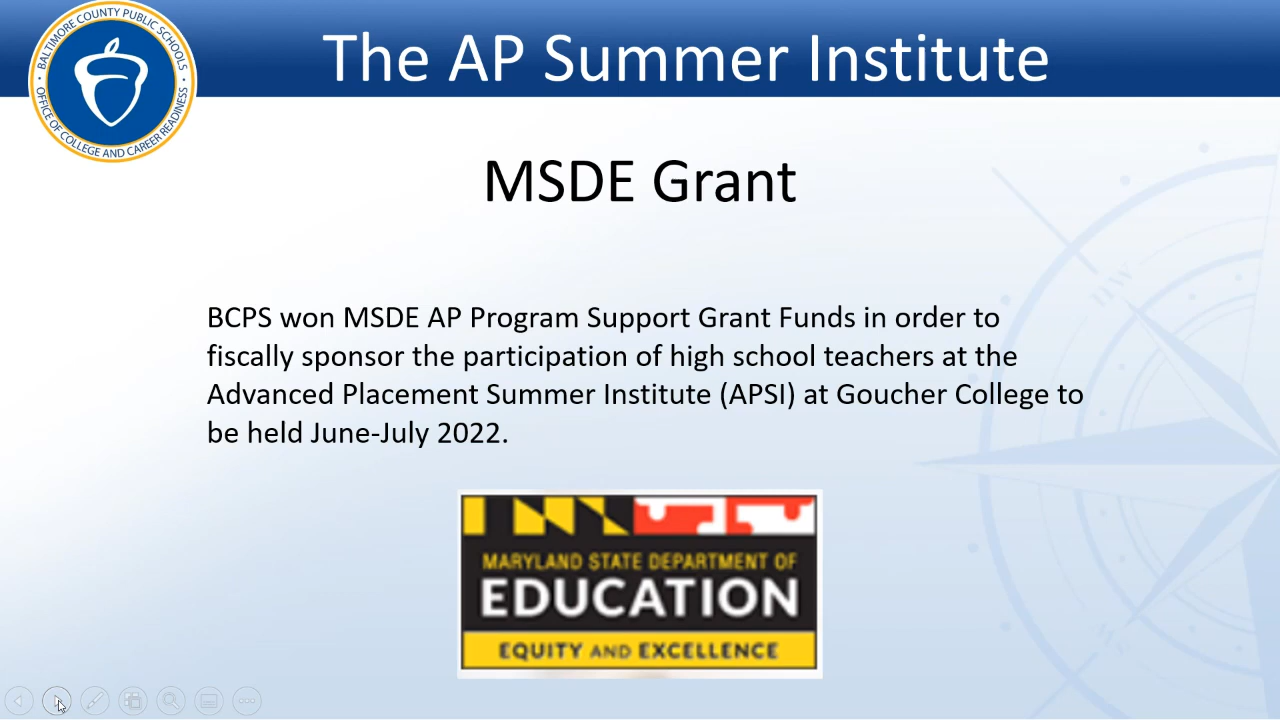 BALTIMORE COUNTY PUBLIC SCHOOLS
OFFICE OF COLLEGE AND CAREER READINESS
The AP Summer Institute
MSDE Grant
BCPS won MSDE AP Program Support Grant Funds in order to
fiscally sponsor the participation of high school teachers at the
Advanced Placement Summer Institute (APSI) at Goucher College to
be held June-July 2022.
MARYLAND STATE DEPARTMENT OF
EDUCATION
EQUITY AND EXCELLENCE